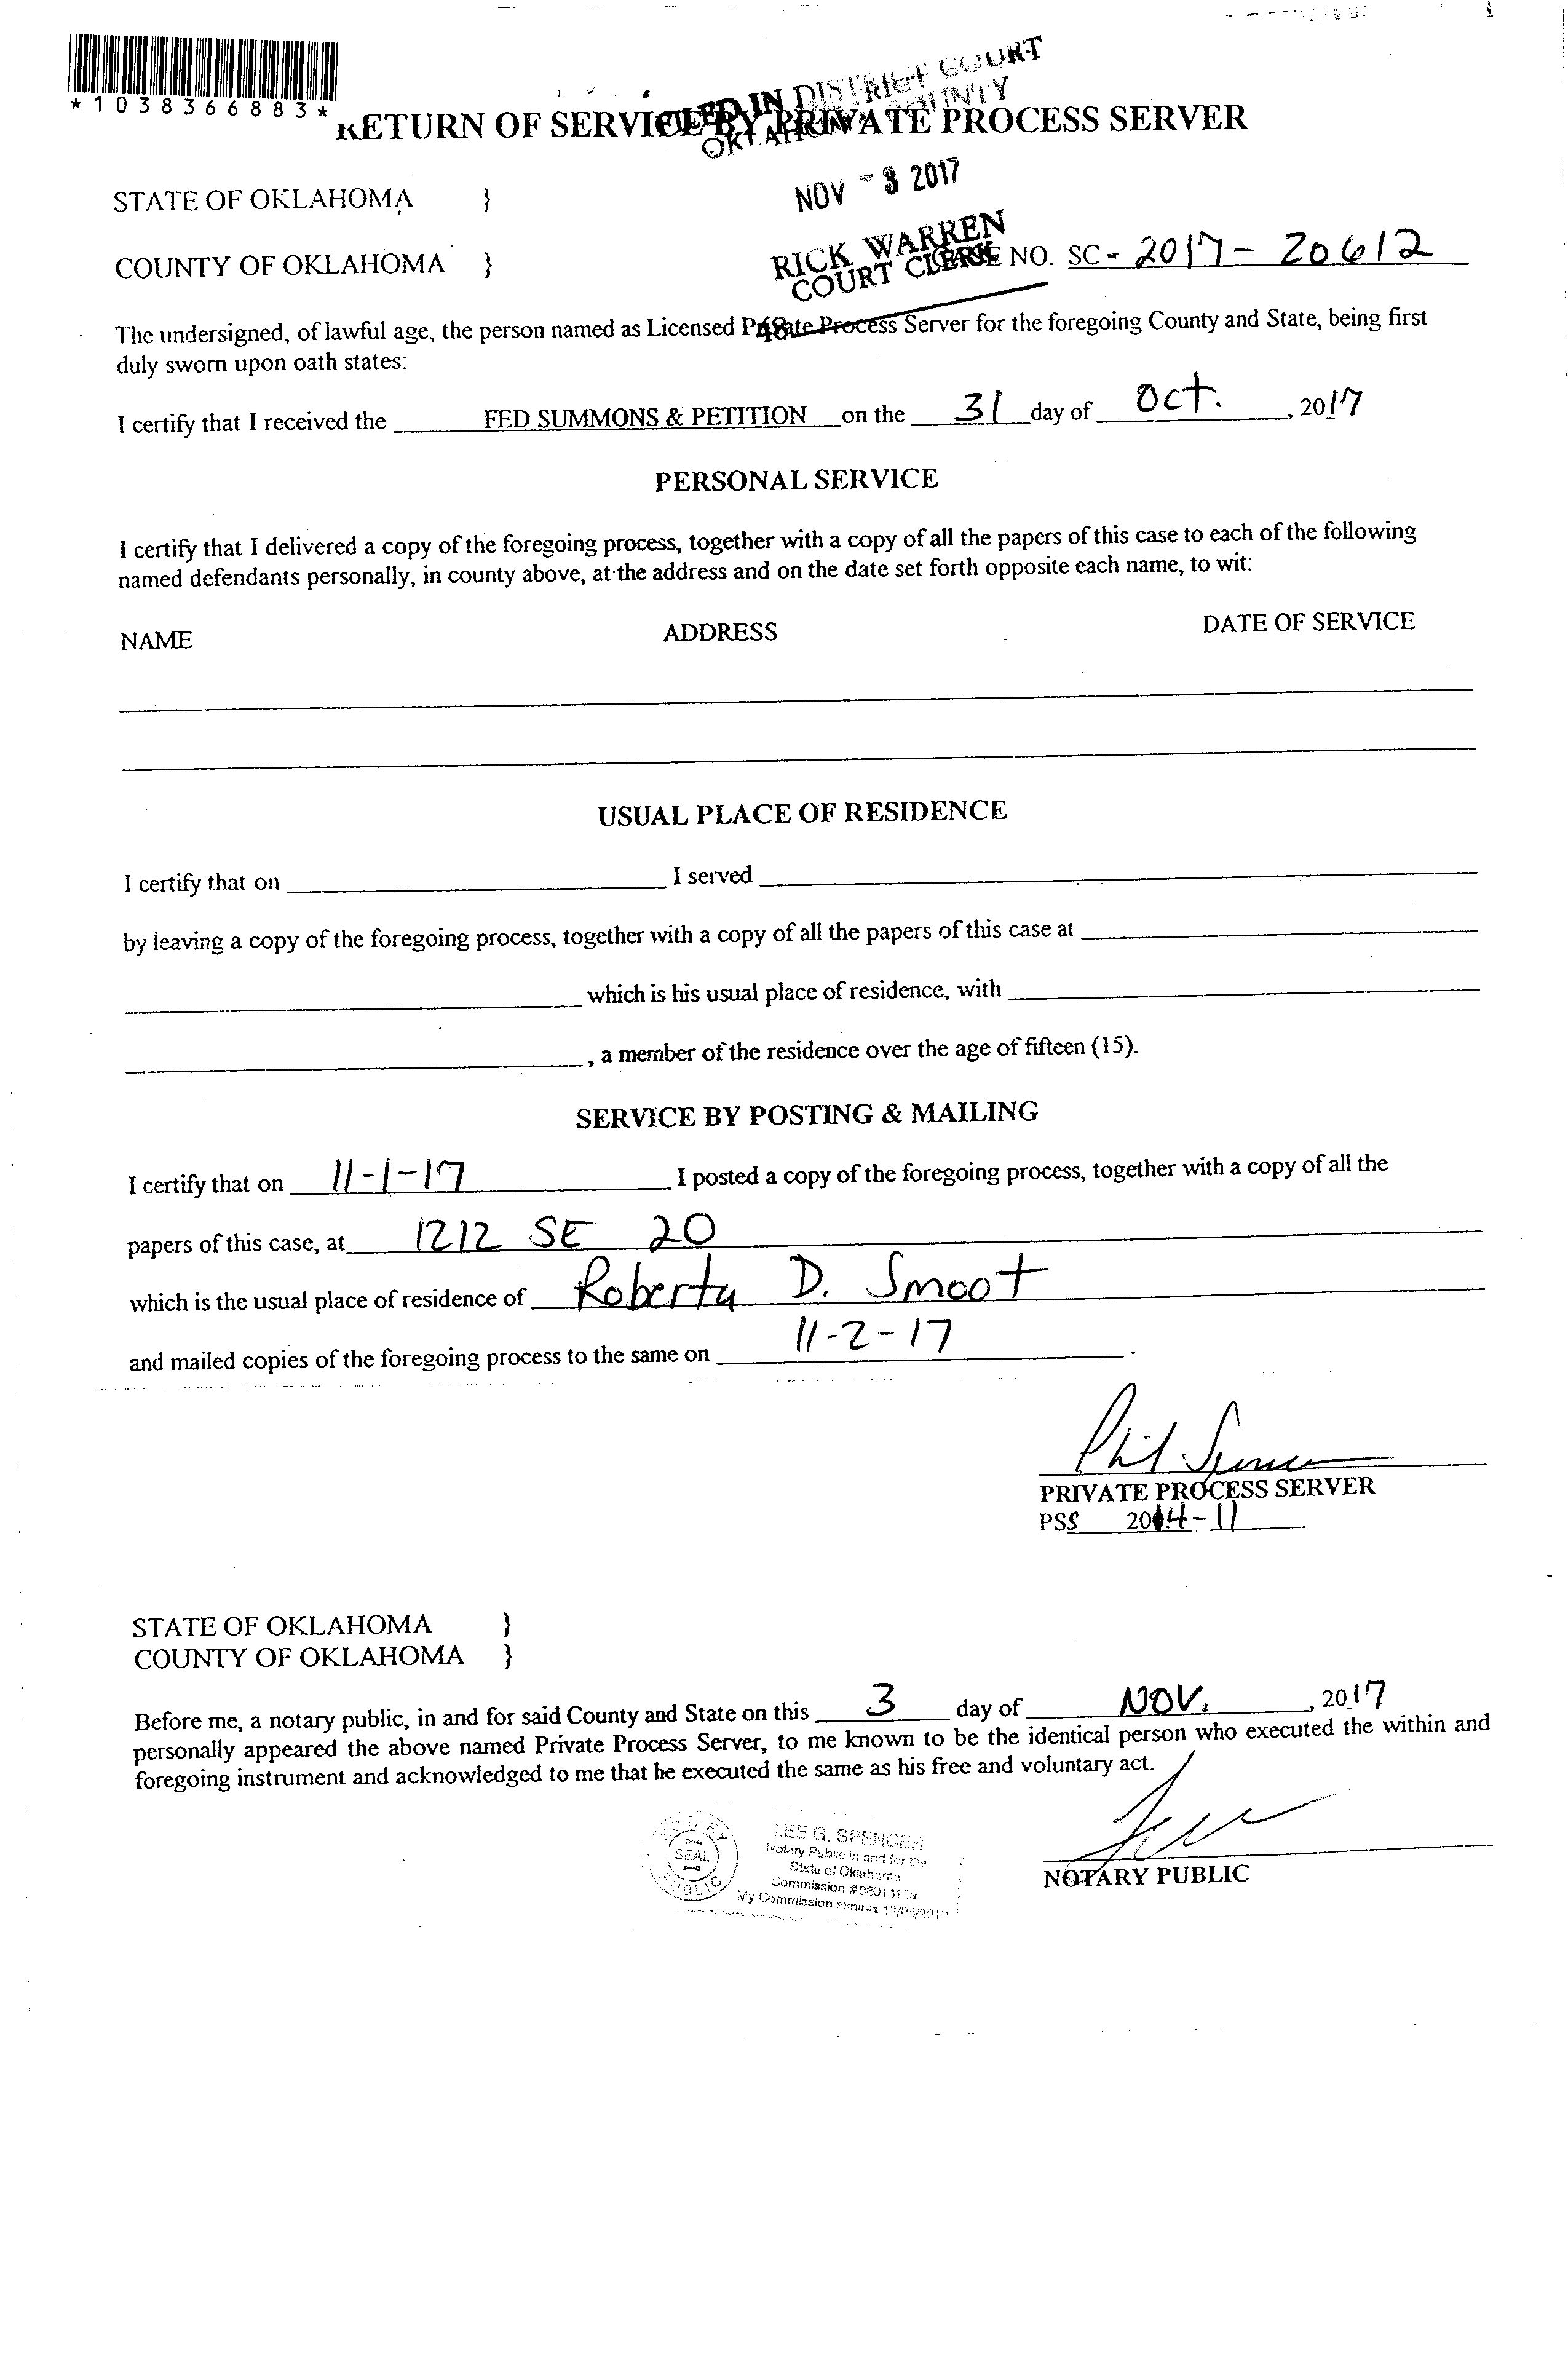 *1038366883*
FILED IN DISTRICT COURT
OKLAHOMA COUNTY
RETURN OF SERVICE BY PRIVATE PROCESS SERVER
NOV - 3 2017
STATE OF OKLAHOMA }
RICK WARREN
COURT CLERK
COUNTY OF OKLAHOMA } CASE NO. SC - 2017 - 20612
48
The undersigned, of lawful age, the person named as Licensed Private Process Server for the foregoing County and State, being first
duly sworn upon oath states:
I certify that I received the FED SUMMONS & PETITION on the 31 day of Oct. , 2017
PERSONAL SERVICE
I certify that I delivered a copy of the foregoing process, together with a copy of all the papers of this case to each of the following
named defendants personally, in county above, at the address and on the date set forth opposite each name, to wit:
NAME ADDRESS DATE OF SERVICE
USUAL PLACE OF RESIDENCE
I certify that on I served
by leaving a copy of the foregoing process, together with a copy of all the papers of this case at
which is his usual place of residence, with
, a member of the residence over the age of fifteen (15).
SERVICE BY POSTING & MAILING
I certify that on 11-1-17 I posted a copy of the foregoing process, together with a copy of all the
papers of this case, at 1212 SE 20
which is the usual place of residence of Roberta D. Smoot
and mailed copies of the foregoing process to the same on 11-2-17 .
Phil
PRIVATE PROCESS SERVER
PSS 2014-11
STATE OF OKLAHOMA }
COUNTY OF OKLAHOMA }
Before me, a notary public, in and for said County and State on this 3 day of NOV. , 2017
personally appeared the above named Private Process Server, to me known to be the identical person who executed the within and
foregoing instrument and acknowledged to me that he executed the same as his free and voluntary act.
NOTARY
SEAL
PUBLIC
LEE G. SPENCER
Notary Public in and for the
State of Oklahoma
Commission
My Commission expires
NOTARY PUBLIC